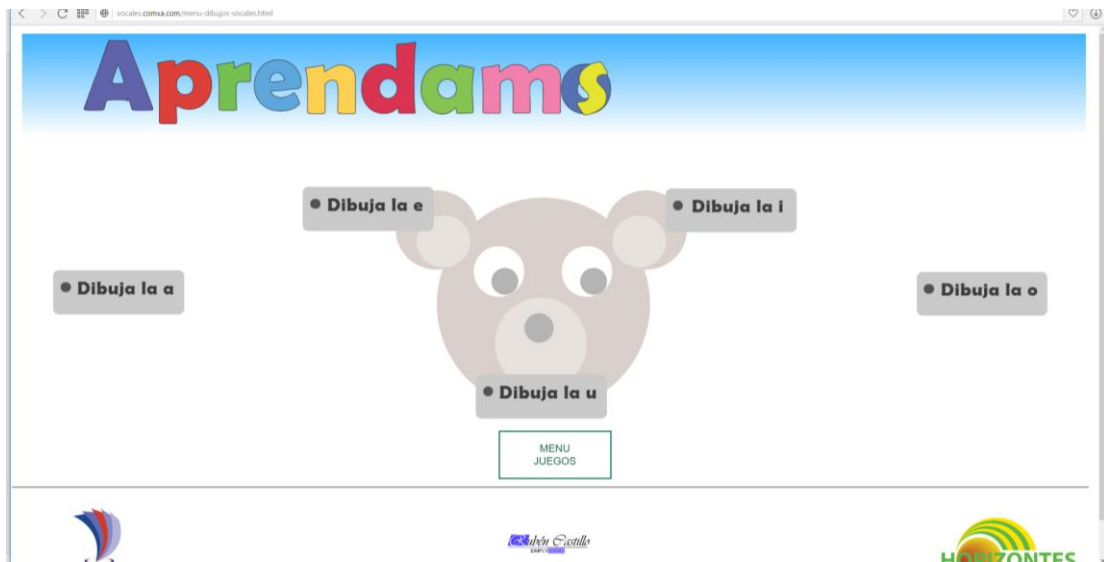 vocales.comxa.com/menu-dibujos-vocales.html
Aprendamos
Dibuja la e
Dibuja la i
Dibuja la a
Dibuja la o
Dibuja la u
MENU
JUEGOS
Rubén Castillo
HORIZONTES